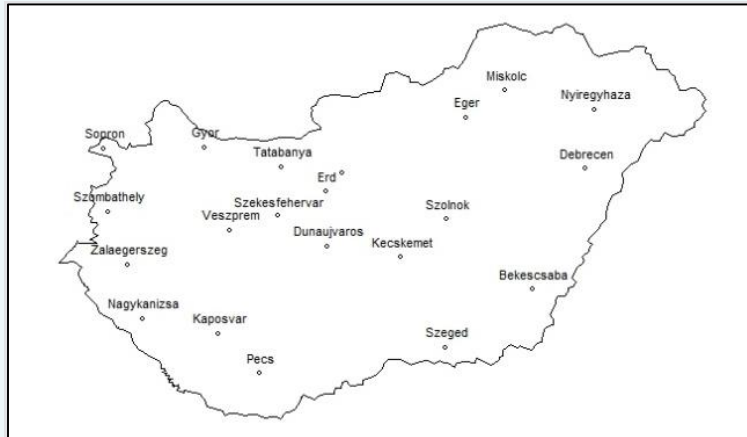 Miskolc
Eger
Nyiregyhaza
Sopron
Gyor
Tatabanya
Debrecen
Erd
Szombathely
Szekesfehervar
Veszprem
Szolnok
Dunaujvaros
Kecskemet
Zalaegerszeg
Bekescsaba
Nagykanizsa
Kaposvar
Szeged
Pecs